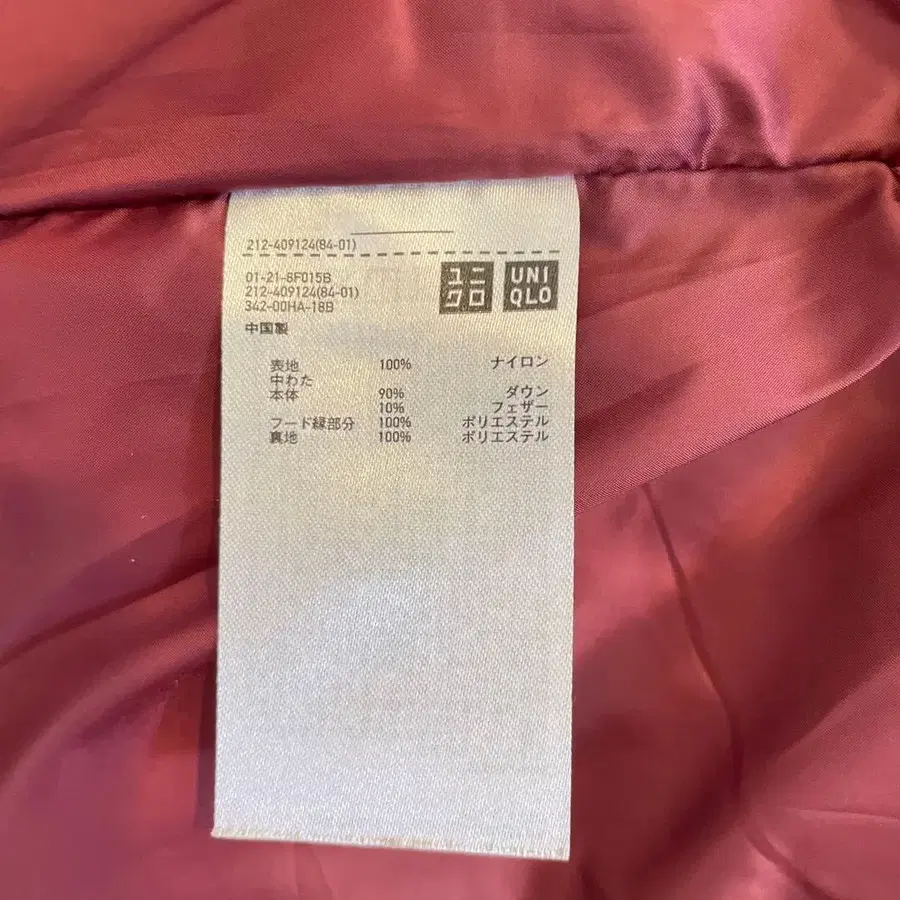 212-409124(84-01)
01-21-8F015B
212-409124(84-01)
342-00HA-18B
ユニクロ
UNIQLO
中国製
表地 100% ナイロン
中わた
本体 90% ダウン
10% フェザー
フード縁部分 100% ポリエステル
裏地 100% ポリエステル